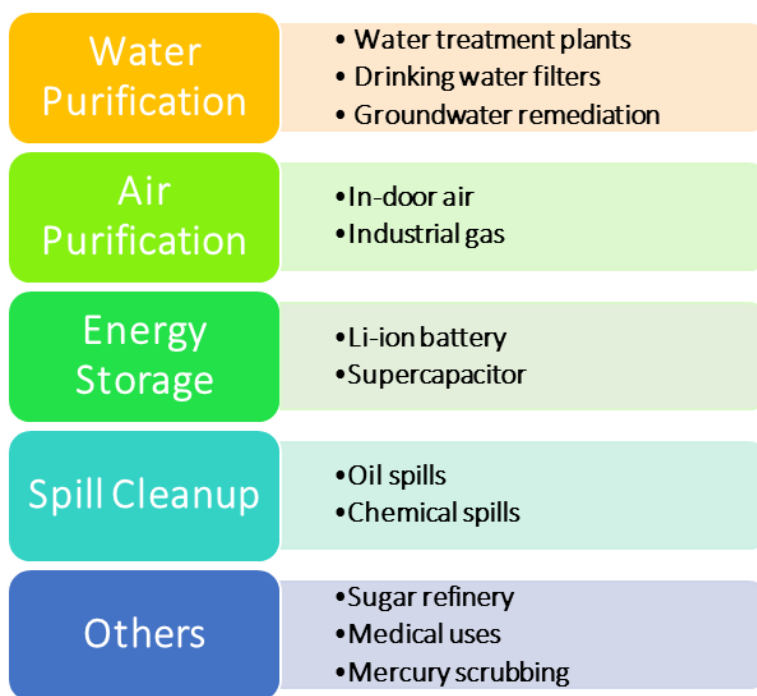 Water
Purification
• Water treatment plants
• Drinking water filters
• Groundwater remediation
Air
Purification
•In-door air
•Industrial gas
Energy
Storage
•Li-ion battery
•Supercapacitor
Spill Cleanup
•Oil spills
•Chemical spills
Others
•Sugar refinery
•Medical uses
•Mercury scrubbing